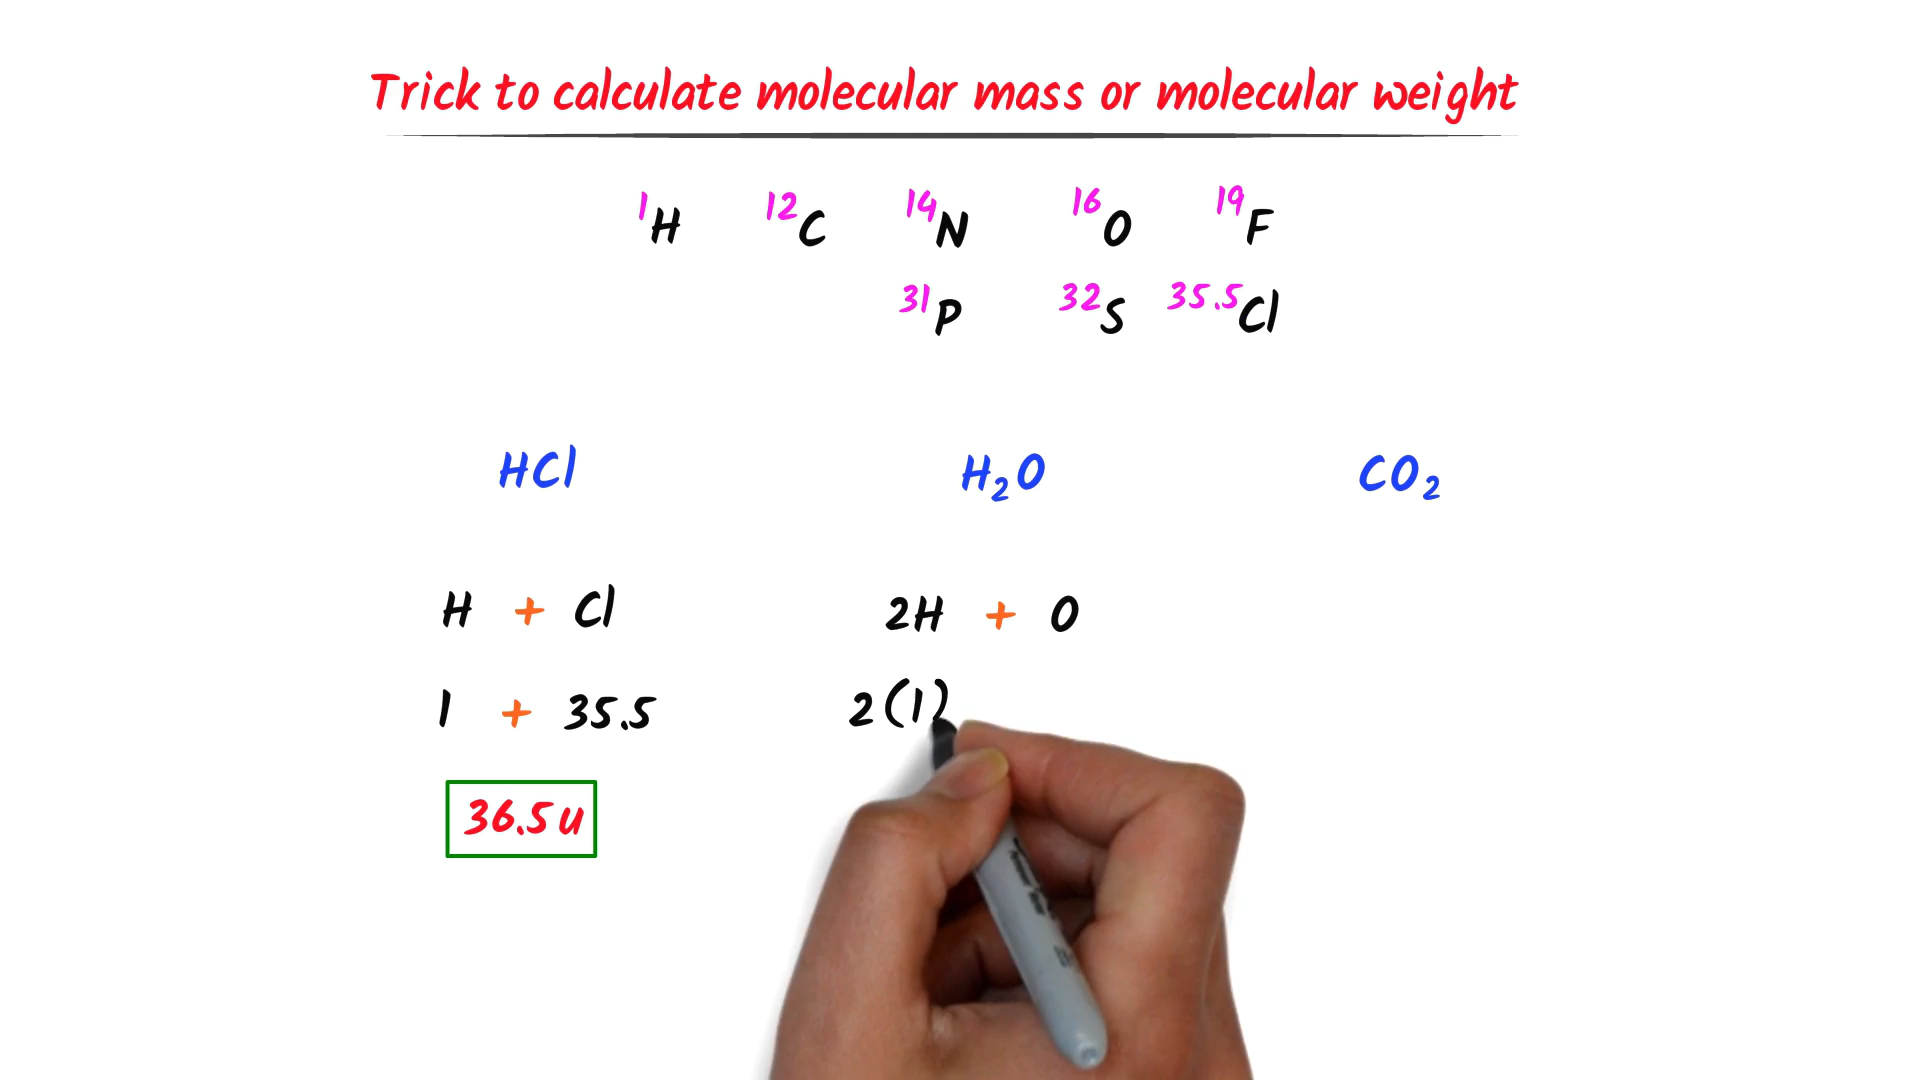 Trick to calculate molecular mass or molecular weight
¹H ¹²C ¹⁴N ¹⁶O ¹⁹F
³¹P ³²S ³⁵·⁵Cl
HCl H₂O CO₂
H + Cl 2H + O
1 + 35.5 2(1)
36.5 u